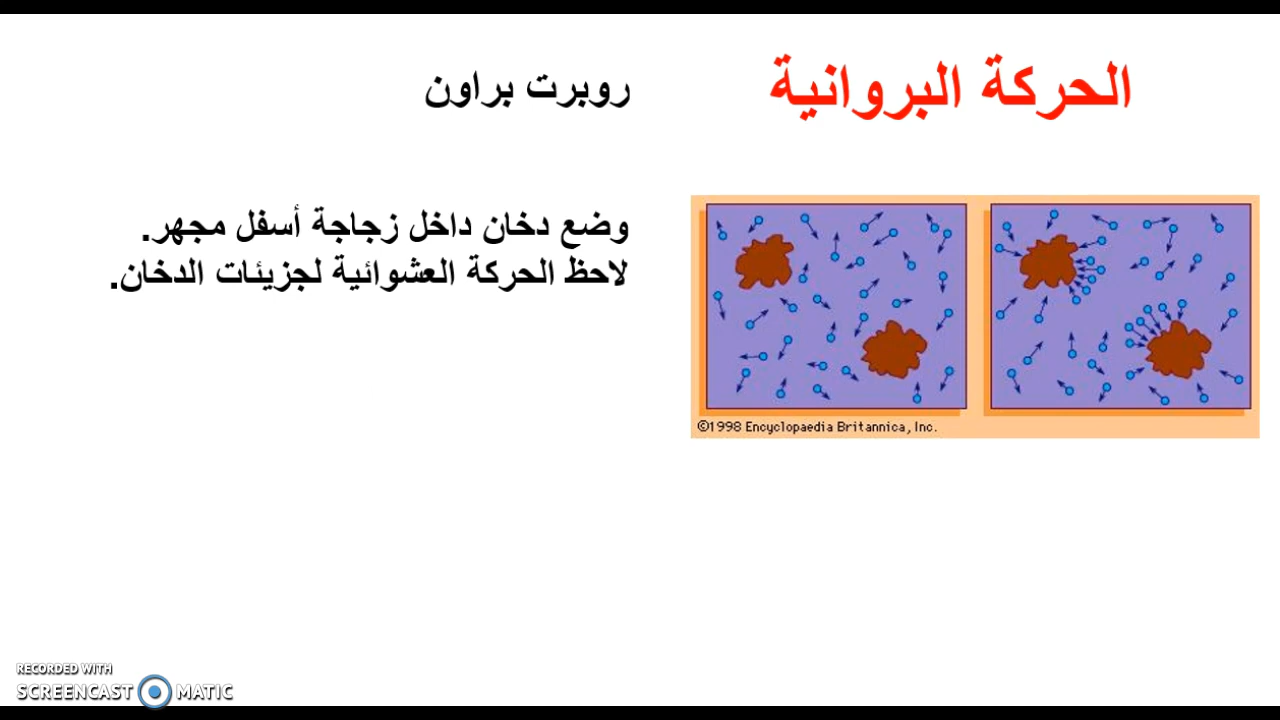 الحركة البروانية
روبرت براون
وضع دخان داخل زجاجة أسفل مجهر.
لاحظ الحركة العشوائية لجزيئات الدخان.
©1998 Encyclopaedia Britannica, Inc.
RECORDED WITH
SCREENCAST MATIC